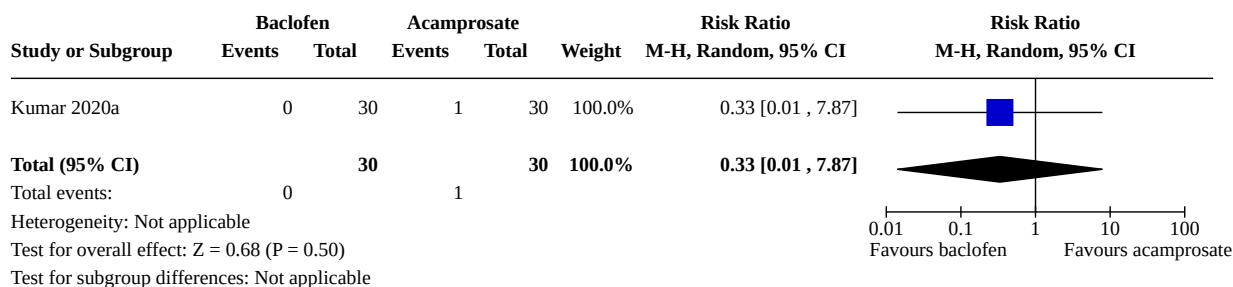 Baclofen Acamprosate Risk Ratio Risk Ratio
Study or Subgroup Events Total Events Total Weight M-H, Random, 95% CI M-H, Random, 95% CI
Kumar 2020a 0 30 1 30 100.0% 0.33 [0.01 , 7.87]
Total (95% CI) 30 30 100.0% 0.33 [0.01 , 7.87]
Total events: 0 1
Heterogeneity: Not applicable
0.01 0.1 1 10 100
Test for overall effect: Z = 0.68 (P = 0.50)
Favours baclofen Favours acamprosate
Test for subgroup differences: Not applicable